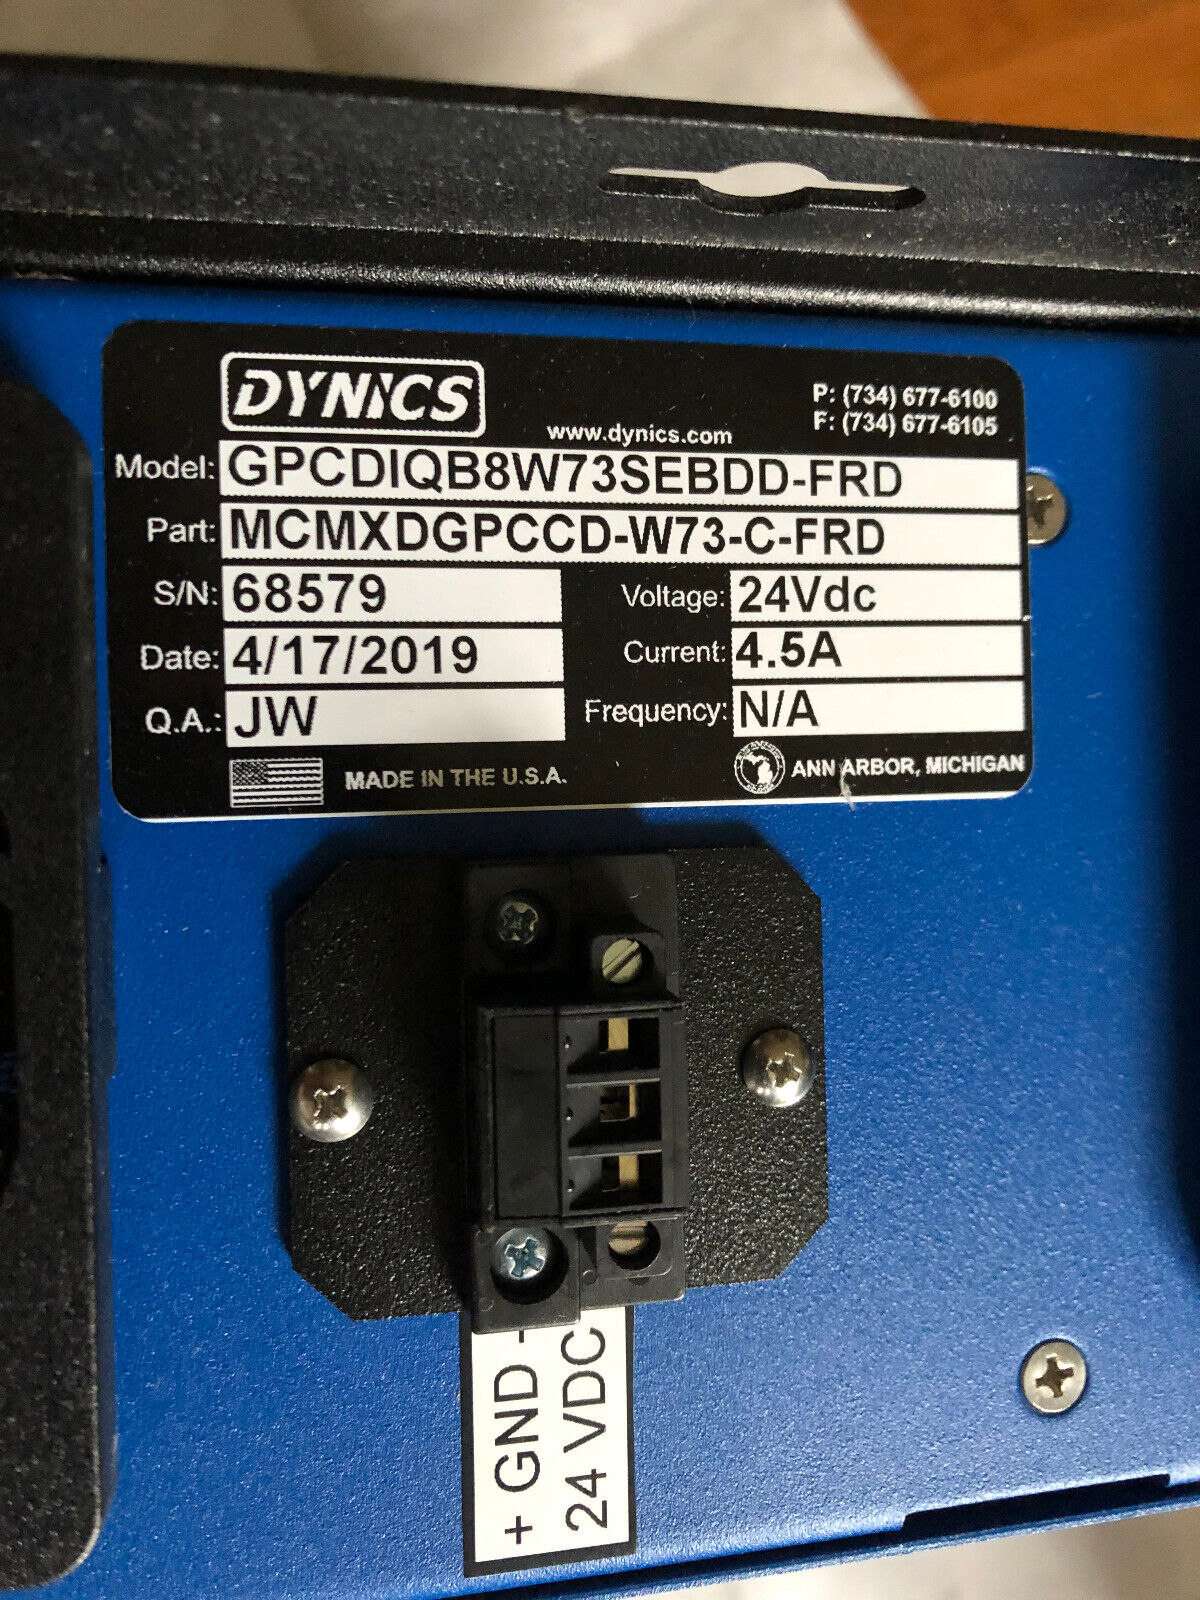 DYNICS
P: (734) 677-6100
F: (734) 677-6105
www.dynics.com
Model: GPCDIQB8W73SEBDD-FRD
Part: MCMXDGPCCD-W73-C-FRD
S/N: 68579
Voltage: 24Vdc
Date: 4/17/2019
Current: 4.5A
Q.A.: JW
Frequency: N/A
MADE IN THE U.S.A.
ANN ARBOR, MICHIGAN
+ GND -
24 VDC